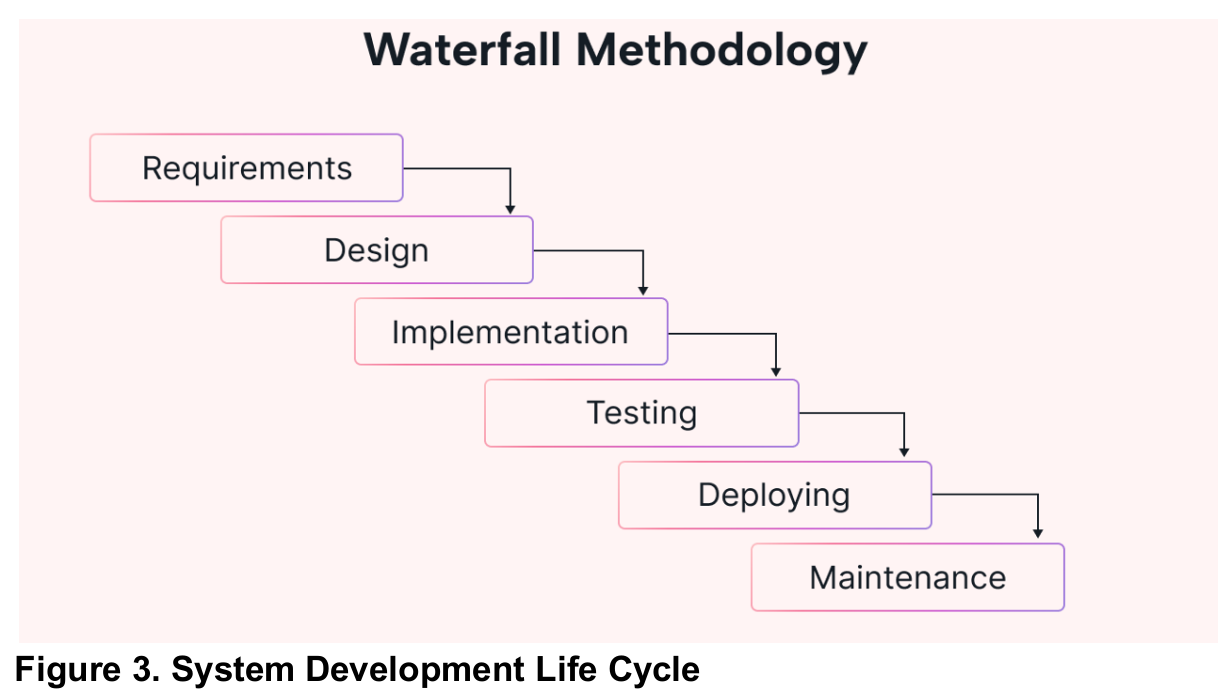 Waterfall Methodology
Requirements
Design
Implementation
Testing
Deploying
Maintenance
Figure 3. System Development Life Cycle